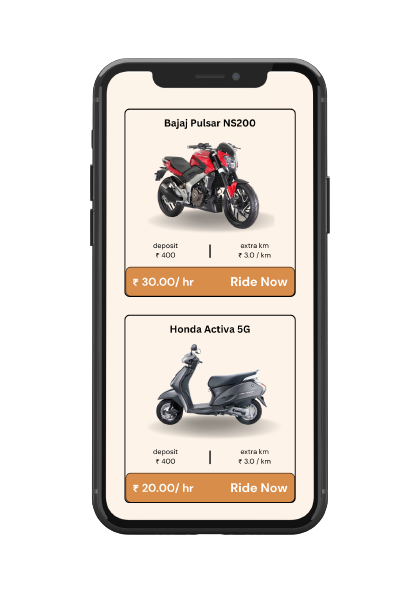 Bajaj Pulsar NS200
deposit
₹ 400
extra km
₹ 3.0 / km
₹ 30.00/ hr
Ride Now
Honda Activa 5G
deposit
₹ 400
extra km
₹ 3.0 / km
₹ 20.00/ hr
Ride Now